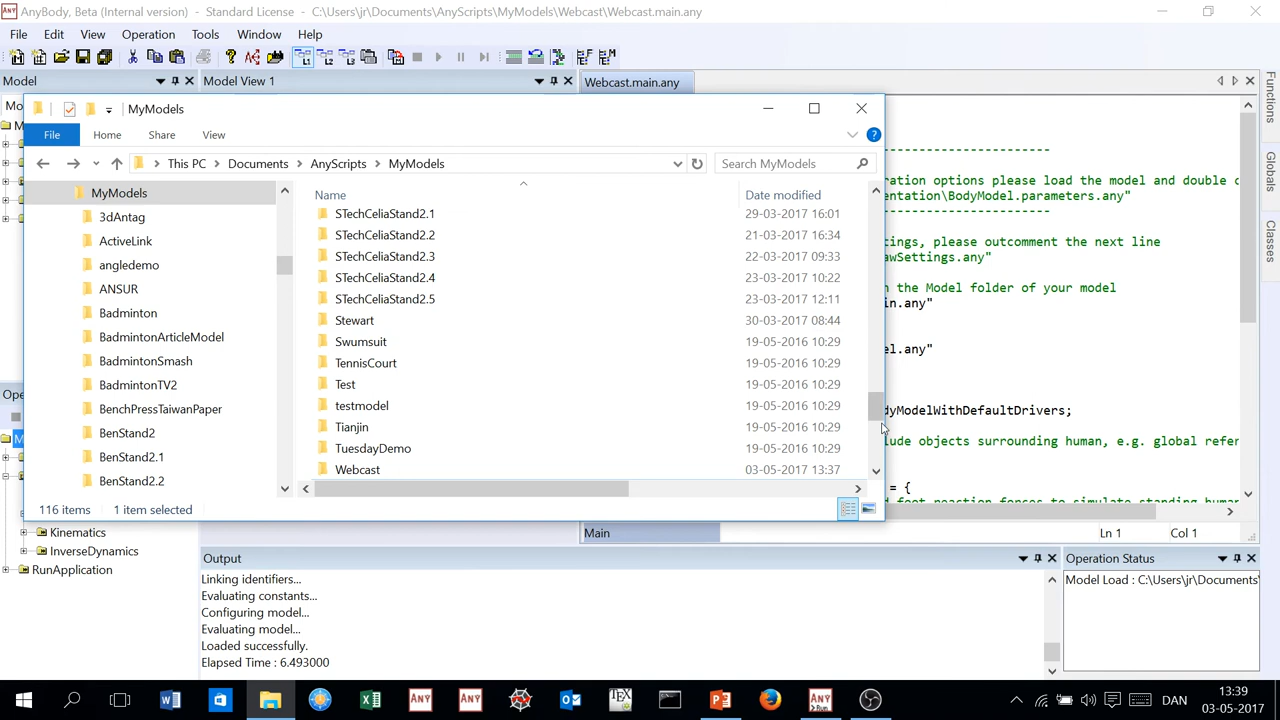 AnyBody, Beta (Internal version) - Standard License - C:\Users\jr\Documents\AnyScripts\MyModels\Webcast\Webcast.main.any
File Edit View Operation Tools Window Help
Model
Model View 1
Webcast.main.any
MyModels
File Home Share View
This PC Documents AnyScripts MyModels
Search MyModels
MyModels
3dAntag
ActiveLink
angledemo
ANSUR
Badminton
BadmintonArticleModel
BadmintonSmash
BadmintonTV2
BenchPressTaiwanPaper
BenStand2
BenStand2.1
BenStand2.2
Name Date modified
STechCeliaStand2.1 29-03-2017 16:01
STechCeliaStand2.2 21-03-2017 16:34
STechCeliaStand2.3 22-03-2017 09:33
STechCeliaStand2.4 23-03-2017 10:22
STechCeliaStand2.5 23-03-2017 12:11
Stewart 30-03-2017 08:44
Swumsuit 19-05-2016 10:29
TennisCourt 19-05-2016 10:29
Test 19-05-2016 10:29
testmodel 19-05-2016 10:29
Tianjin 19-05-2016 10:29
TuesdayDemo 19-05-2016 10:29
Webcast 03-05-2017 13:37
116 items 1 item selected
---------------------
ration options please load the model and double c
entation\BodyModel.parameters.any"
---------------------
tings, please outcomment the next line
awSettings.any"
n the Model folder of your model
in.any"
el.any"
dyModelWithDefaultDrivers;
lude objects surrounding human, e.g. global refer
= {
d foot reaction forces to simulate standing huma
Functions
Globals
Classes
Kinematics
InverseDynamics
RunApplication
Main
Ln 1 Col 1
Output
Linking identifiers...
Evaluating constants...
Configuring model...
Evaluating model...
Loaded successfully.
Elapsed Time : 6.493000
Operation Status
Model Load : C:\Users\jr\Documents\
DAN
13:39
03-05-2017